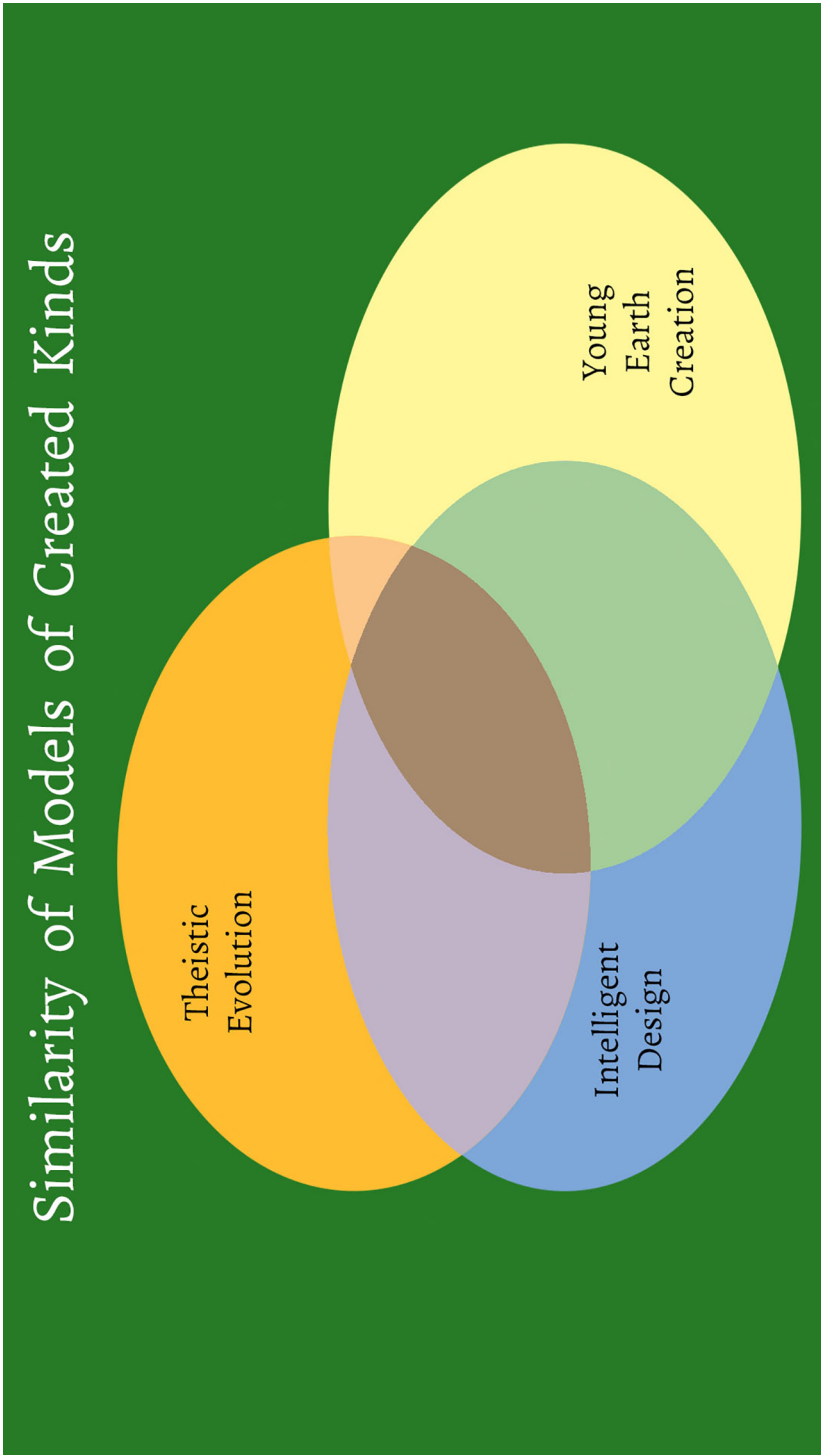 Similarity of Models of Created Kinds
Theistic
Evolution
Intelligent
Design
Young
Earth
Creation